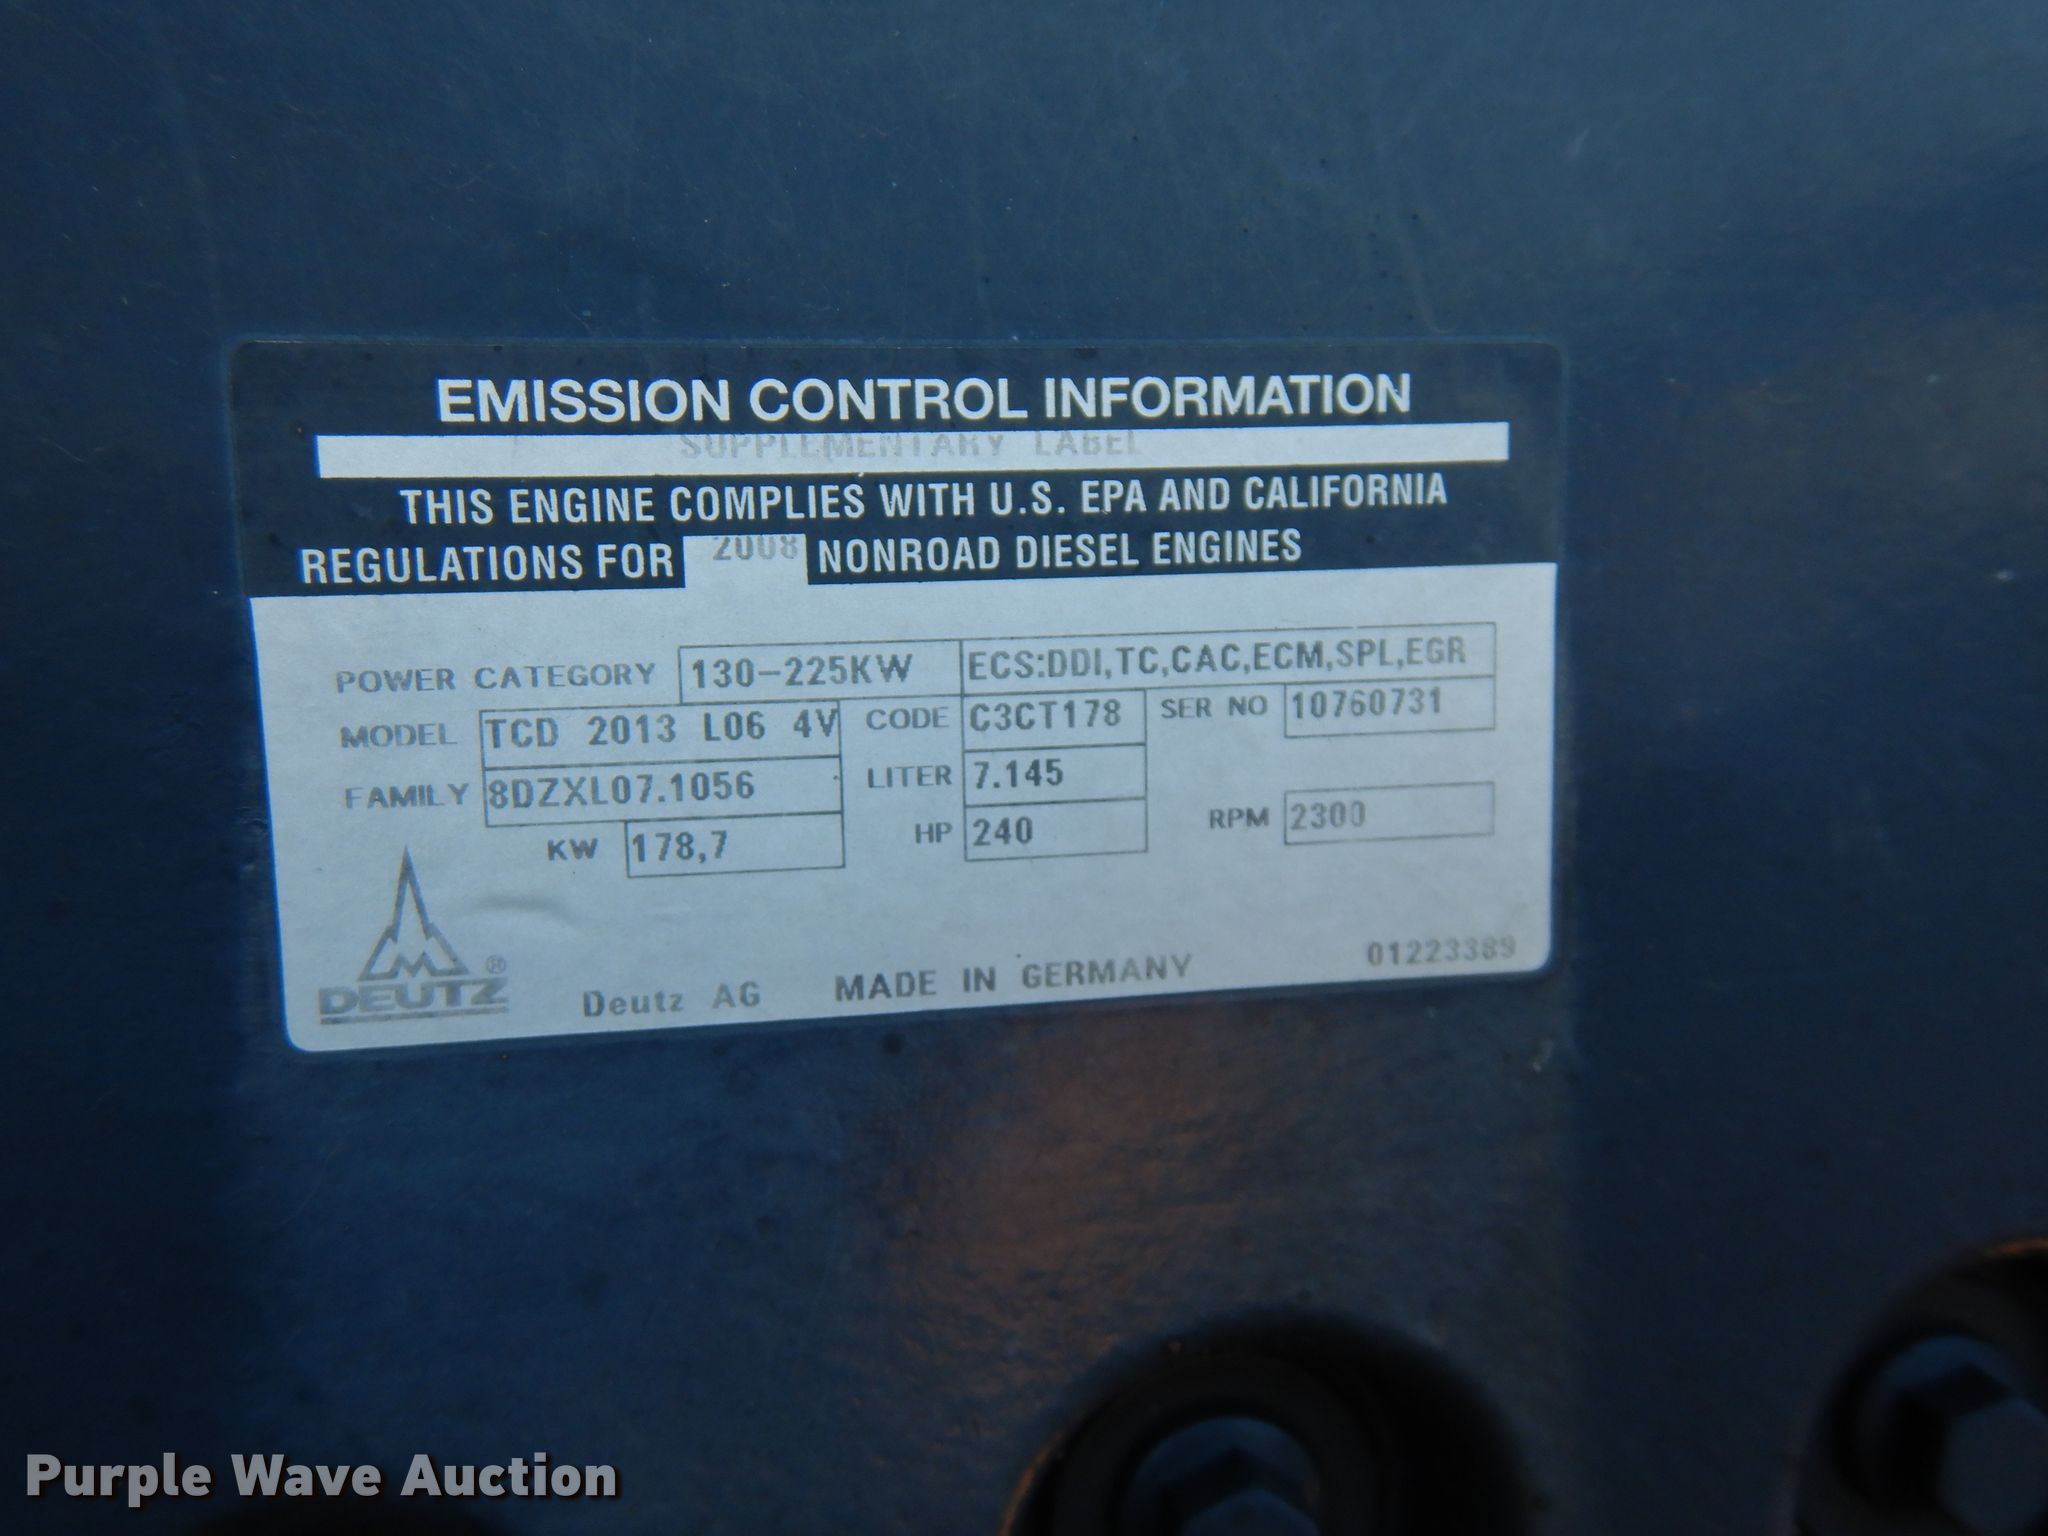 EMISSION CONTROL INFORMATION
SUPPLEMENTARY LABEL
THIS ENGINE COMPLIES WITH U.S. EPA AND CALIFORNIA
REGULATIONS FOR 2008 NONROAD DIESEL ENGINES
POWER CATEGORY 130-225KW ECS:DDI,TC,CAC,ECM,SPL,EGR
MODEL TCD 2013 L06 4V CODE C3CT178 SER NO 10760731
FAMILY 8DZXL07.1056 LITER 7.145
KW 178,7 HP 240 RPM 2300
DEUTZ ® Deutz AG MADE IN GERMANY 01223389
Purple Wave Auction